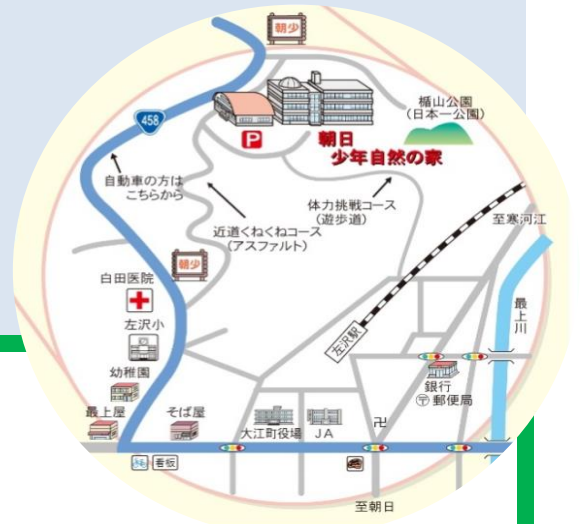 朝少
458
P
楯山公園
(日本一公園)
朝日
少年自然の家
自動車の方は
こちらから
近道くねくねコース
(アスファルト)
体力挑戦コース
(遊歩道)
至寒河江
朝少
白田医院
左沢小
幼稚園
最上屋
そば屋
左沢駅
最上川
銀行
〒郵便局
大江町役場
JA
卍
看板
至朝日